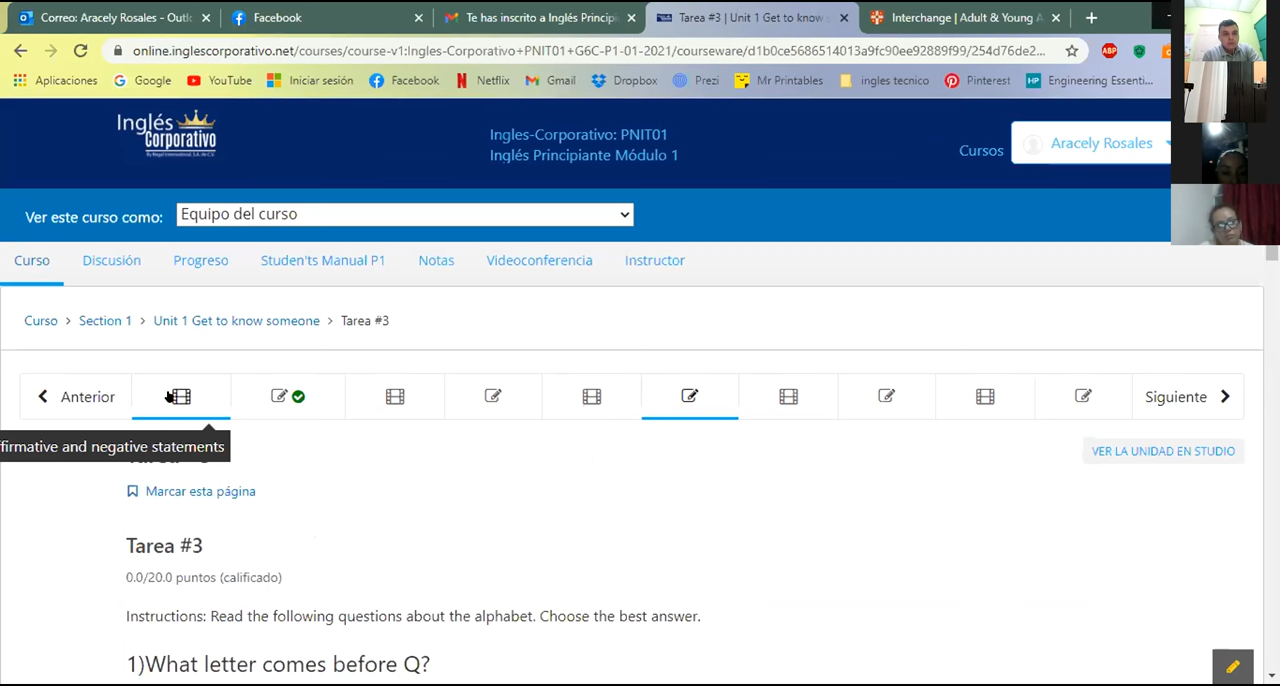 Correo: Aracely Rosales - Outlo
Facebook
Te has inscrito a Inglés Principi
Tarea #3 | Unit 1 Get to know s
Interchange | Adult & Young A
online.inglescorporativo.net/courses/course-v1:Ingles-Corporativo+PNIT01+G6C-P1-01-2021/courseware/d1b0ce5686514013a9fc90ee92889f99/254d76de2...
ABP
Aplicaciones
Google
YouTube
Iniciar sesión
Facebook
Netflix
Gmail
Dropbox
Prezi
Mr Printables
ingles tecnico
Pinterest
HP
Engineering Essenti...
Inglés
Corporativo
Ingles-Corporativo: PNIT01
Inglés Principiante Módulo 1
Cursos
Aracely Rosales
Ver este curso como:
Equipo del curso
Curso
Discusión
Progreso
Studen'ts Manual P1
Notas
Videoconferencia
Instructor
Curso > Section 1 > Unit 1 Get to know someone > Tarea #3
Anterior
Siguiente
firmative and negative statements
VER LA UNIDAD EN STUDIO
Marcar esta página
Tarea #3
0.0/20.0 puntos (calificado)
Instructions: Read the following questions about the alphabet. Choose the best answer.
1)What letter comes before Q?